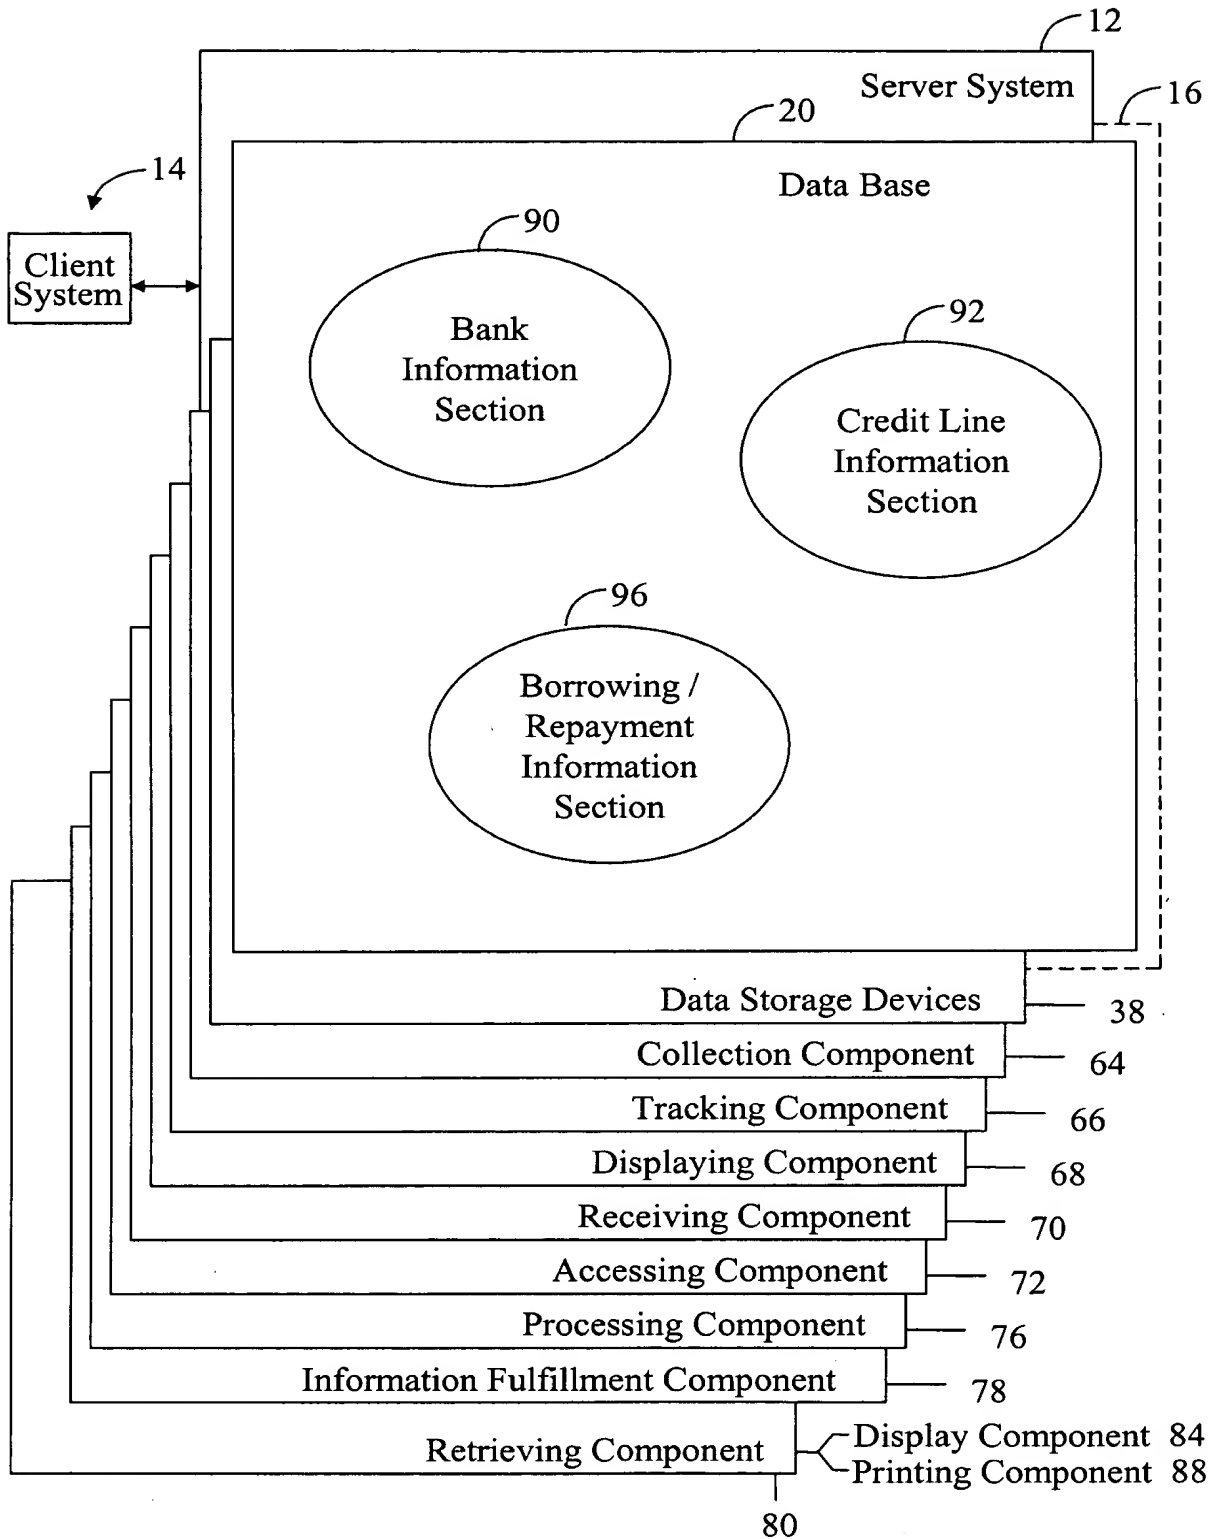 12
Server System
16
20
14
Data Base
90
Client
System
92
Bank
Information
Section
Credit Line
Information
Section
96
Borrowing /
Repayment
Information
Section
Data Storage Devices
38
Collection Component
64
Tracking Component
66
Displaying Component
68
Receiving Component
70
Accessing Component
72
Processing Component
76
Information Fulfillment Component
78
Retrieving Component
Display Component 84
Printing Component 88
80